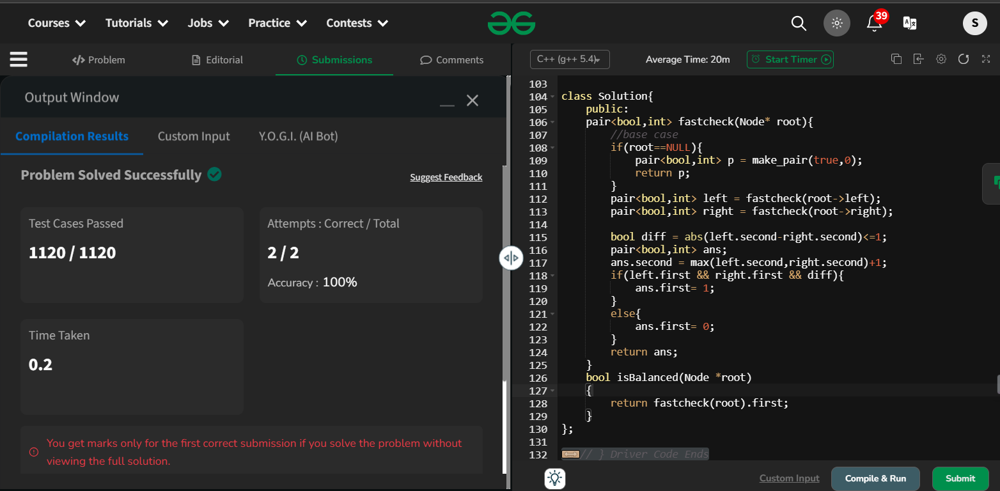 Courses Tutorials Jobs Practice Contests 39 S
Problem Editorial Submissions Comments
Output Window
Compilation Results Custom Input Y.O.G.I. (AI Bot)
Problem Solved Successfully
Suggest Feedback
Test Cases Passed
1120 / 1120
Attempts : Correct / Total
2 / 2
Accuracy : 100%
Time Taken
0.2
You get marks only for the first correct submission if you solve the problem without
viewing the full solution.
C++ (g++ 5.4) Average Time: 20m Start Timer
103
104 class Solution{
105     public:
106     pair<bool,int> fastcheck(Node* root){
107         //base case
108         if(root==NULL){
109             pair<bool,int> p = make_pair(true,0);
110             return p;
111         }
112         pair<bool,int> left = fastcheck(root->left);
113         pair<bool,int> right = fastcheck(root->right);
114
115         bool diff = abs(left.second-right.second)<=1;
116         pair<bool,int> ans;
117         ans.second = max(left.second,right.second)+1;
118         if(left.first && right.first && diff){
119             ans.first= 1;
120         }
121         else{
122             ans.first= 0;
123         }
124         return ans;
125     }
126     bool isBalanced(Node *root)
127     {
128         return fastcheck(root).first;
129     }
130 };
131
132 // } Driver Code Ends
Custom Input Compile & Run Submit